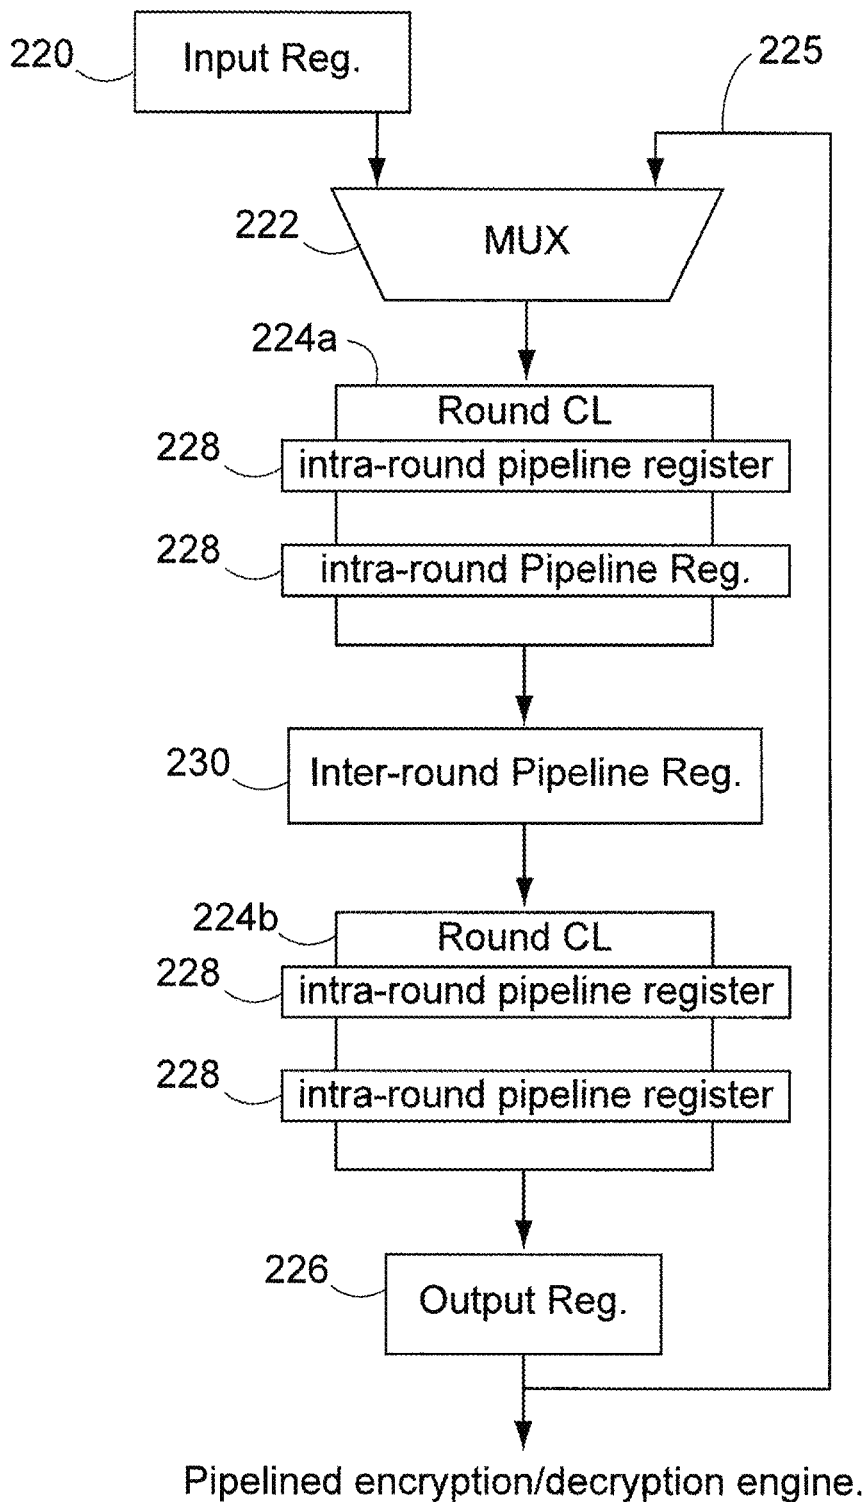 220
Input Reg.
225
222
MUX
224a
Round CL
228
intra-round pipeline register
228
intra-round Pipeline Reg.
230
Inter-round Pipeline Reg.
224b
Round CL
228
intra-round pipeline register
228
intra-round pipeline register
226
Output Reg.
Pipelined encryption/decryption engine.